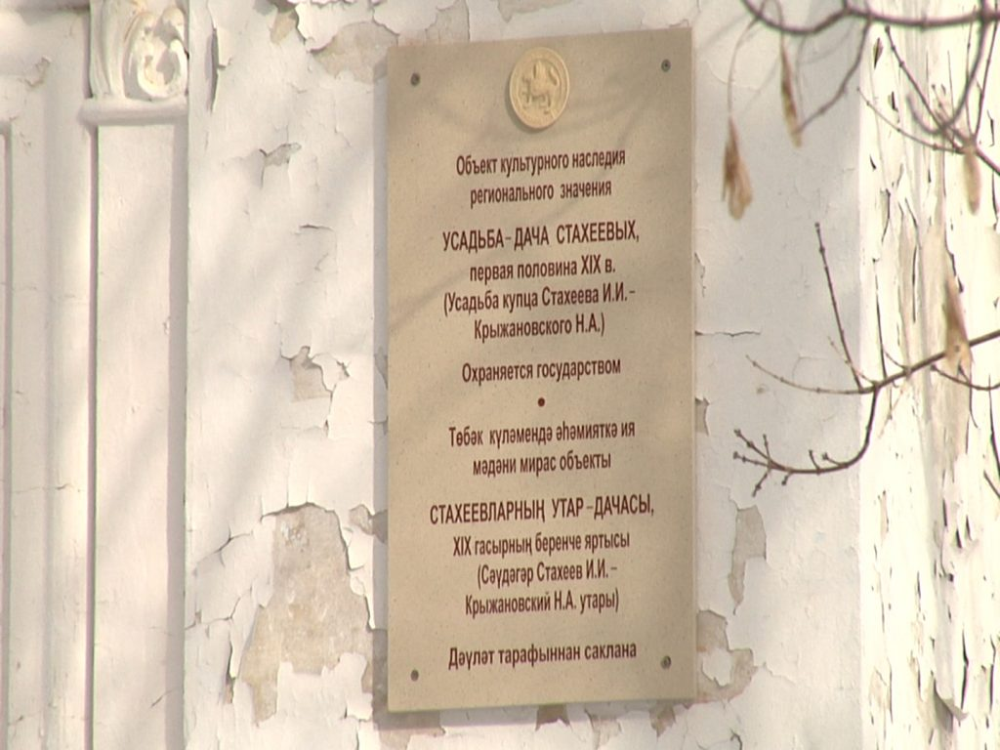 Объект культурного наследия
регионального значения
УСАДЬБА-ДАЧА СТАХЕЕВЫХ,
первая половина XIX в.
(Усадьба купца Стахеева И.И. –
Крыжановского Н.А.)
Охраняется государством
Төбәк күләмендә әһәмияткә ия
мәдәни мирас объекты
СТАХЕЕВЛАРНЫҢ УТАР-ДАЧАСЫ,
XIX гасырның беренче яртысы
(Сәүдәгәр Стахеев И.И. –
Крыжановский Н.А. утары)
Дәүләт тарафыннан саклана